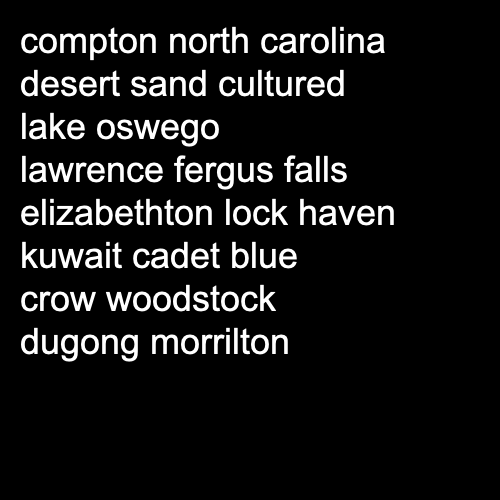 compton north carolina
desert sand cultured
lake oswego
lawrence fergus falls
elizabethton lock haven
kuwait cadet blue
crow woodstock
dugong morrilton